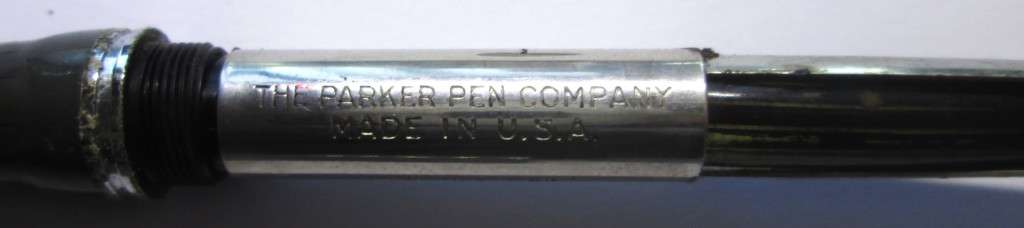 THE PARKER PEN COMPANY
MADE IN U.S.A.